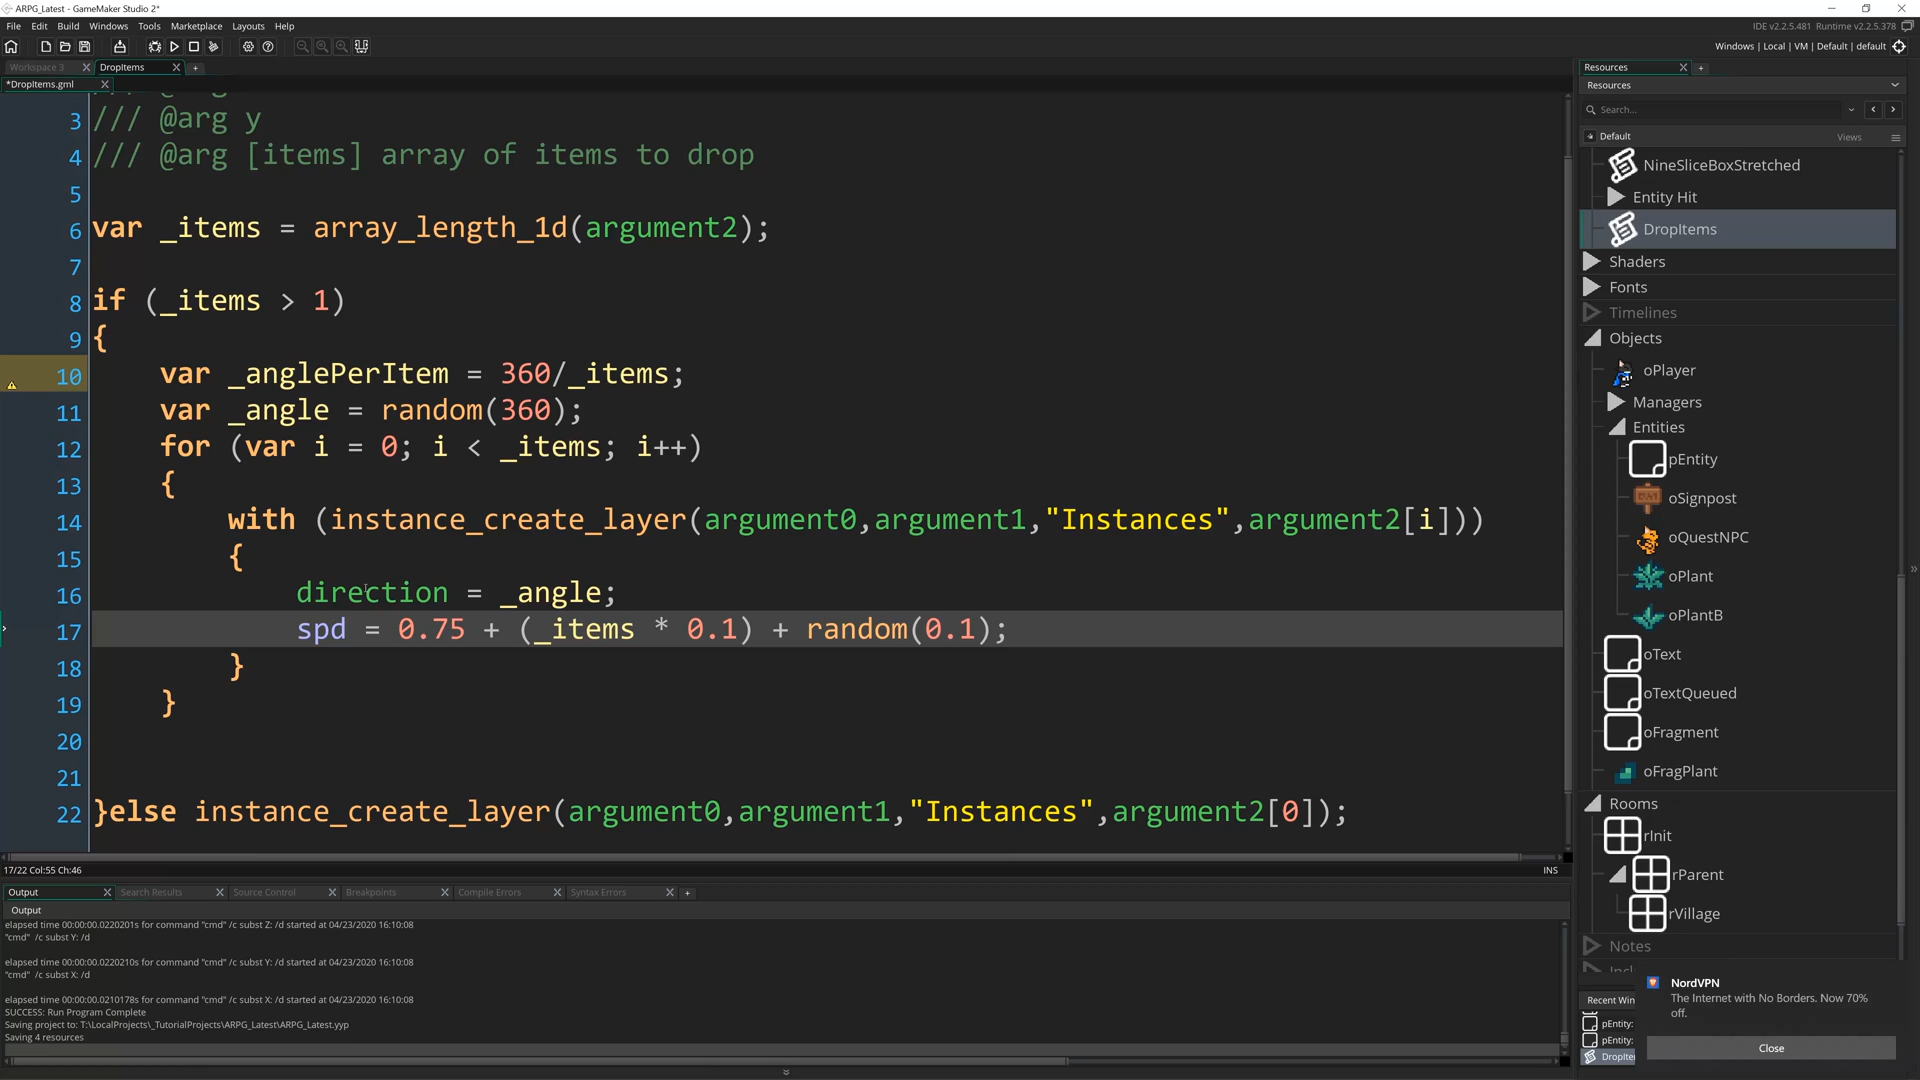 ARPG_Latest - GameMaker Studio 2*
File Edit Build Windows Tools Marketplace Layouts Help
IDE v2.2.5.481 Runtime v2.2.5.378
Windows | Local | VM | Default | default
Workspace 3
DropItems
*DropItems.gml
3 /// @arg y
4 /// @arg [items] array of items to drop
5
6 var _items = array_length_1d(argument2);
7
8 if (_items > 1)
9 {
10 var _anglePerItem = 360/_items;
11 var _angle = random(360);
12 for (var i = 0; i < _items; i++)
13 {
14 with (instance_create_layer(argument0,argument1,"Instances",argument2[i]))
15 {
16 direction = _angle;
17 spd = 0.75 + (_items * 0.1) + random(0.1);
18 }
19 }
20
21
22 }else instance_create_layer(argument0,argument1,"Instances",argument2[0]);
17/22 Col:55 Ch:46
INS
Output Search Results Source Control Breakpoints Compile Errors Syntax Errors
Output
elapsed time 00:00:00.0220201s for command "cmd" /c subst Z: /d started at 04/23/2020 16:10:08
"cmd" /c subst Y: /d
elapsed time 00:00:00.0220210s for command "cmd" /c subst Y: /d started at 04/23/2020 16:10:08
"cmd" /c subst X: /d
elapsed time 00:00:00.0210178s for command "cmd" /c subst X: /d started at 04/23/2020 16:10:08
SUCCESS: Run Program Complete
Saving project to: T:\LocalProjects\_TutorialProjects\ARPG_Latest\ARPG_Latest.yyp
Saving 4 resources
Resources
Resources
Search...
Default
Views
NineSliceBoxStretched
Entity Hit
DropItems
Shaders
Fonts
Timelines
Objects
oPlayer
Managers
Entities
pEntity
oSignpost
oQuestNPC
oPlant
oPlantB
oText
oTextQueued
oFragment
oFragPlant
Rooms
rInit
rParent
rVillage
Notes
Recent Win
pEntity:
pEntity:
DropIte
NordVPN
The Internet with No Borders. Now 70%
off.
Close